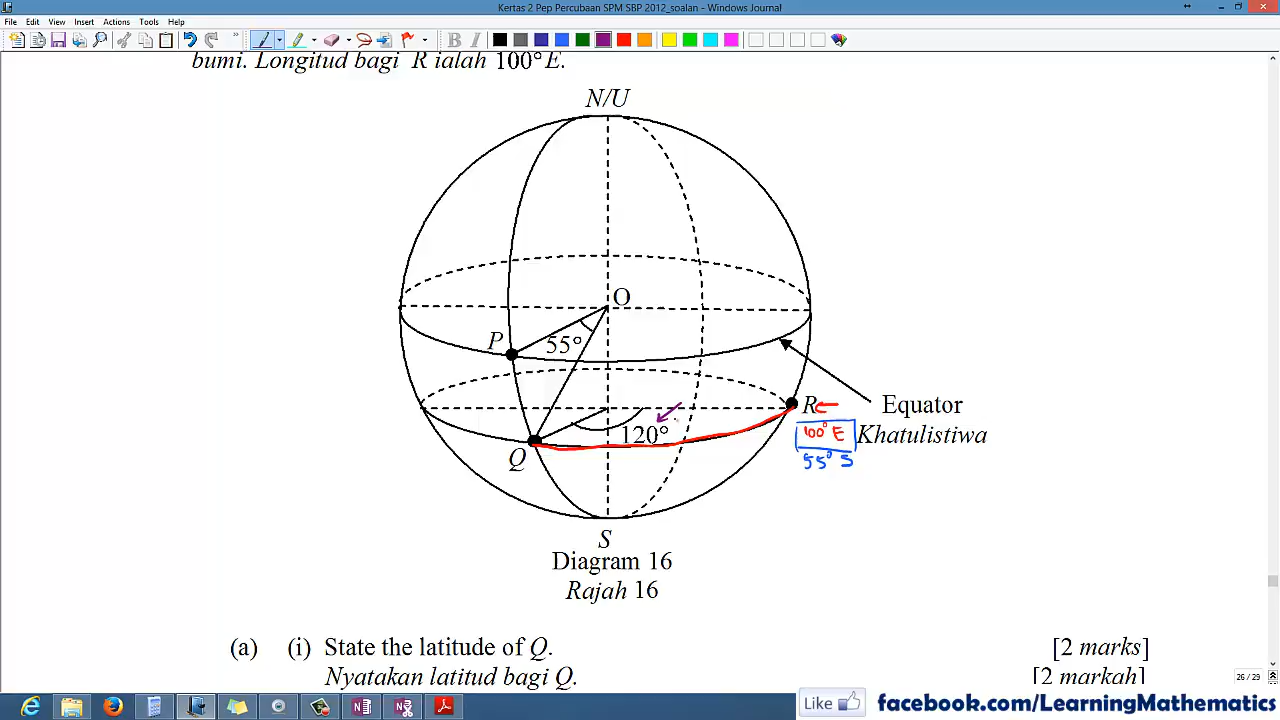 Kertas 2 Pep Percubaan SPM SBP 2012_soalan - Windows Journal
File Edit View Insert Actions Tools Help
B I
bumi. Longitud bagi R ialah 100°E.
N/U
O
P
55°
R
Equator
100° E
Khatulistiwa
120°
55° S
Q
S
Diagram 16
Rajah 16
(a) (i) State the latitude of Q. [2 marks]
Nyatakan latitud bagi Q. [2 markah]
26 / 29
Like
facebook.com/LearningMathematics